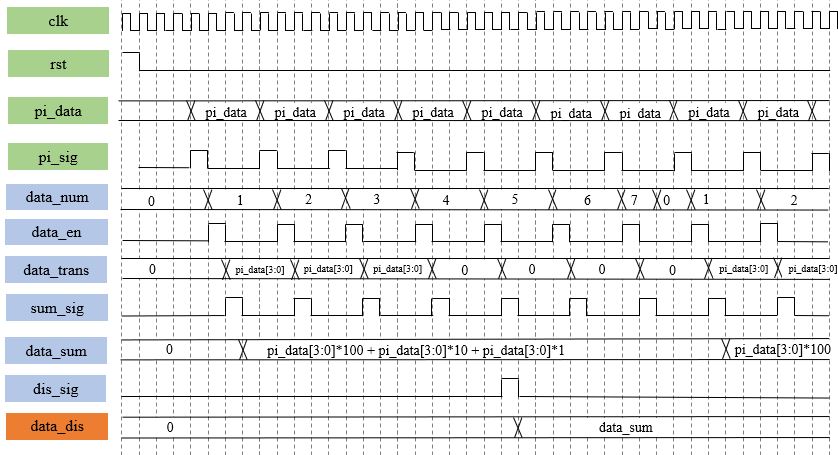 clk
rst
pi_data pi_data pi_data pi_data pi_data pi_data pi_data pi_data pi_data pi_data
pi_sig
data_num 0 1 2 3 4 5 6 7 0 1 2
data_en
data_trans 0 pi_data[3:0] pi_data[3:0] pi_data[3:0] 0 0 0 0 pi_data[3:0] pi_data[3:0]
sum_sig
data_sum 0 pi_data[3:0]*100 + pi_data[3:0]*10 + pi_data[3:0]*1 pi_data[3:0]*100
dis_sig
data_dis 0 data_sum